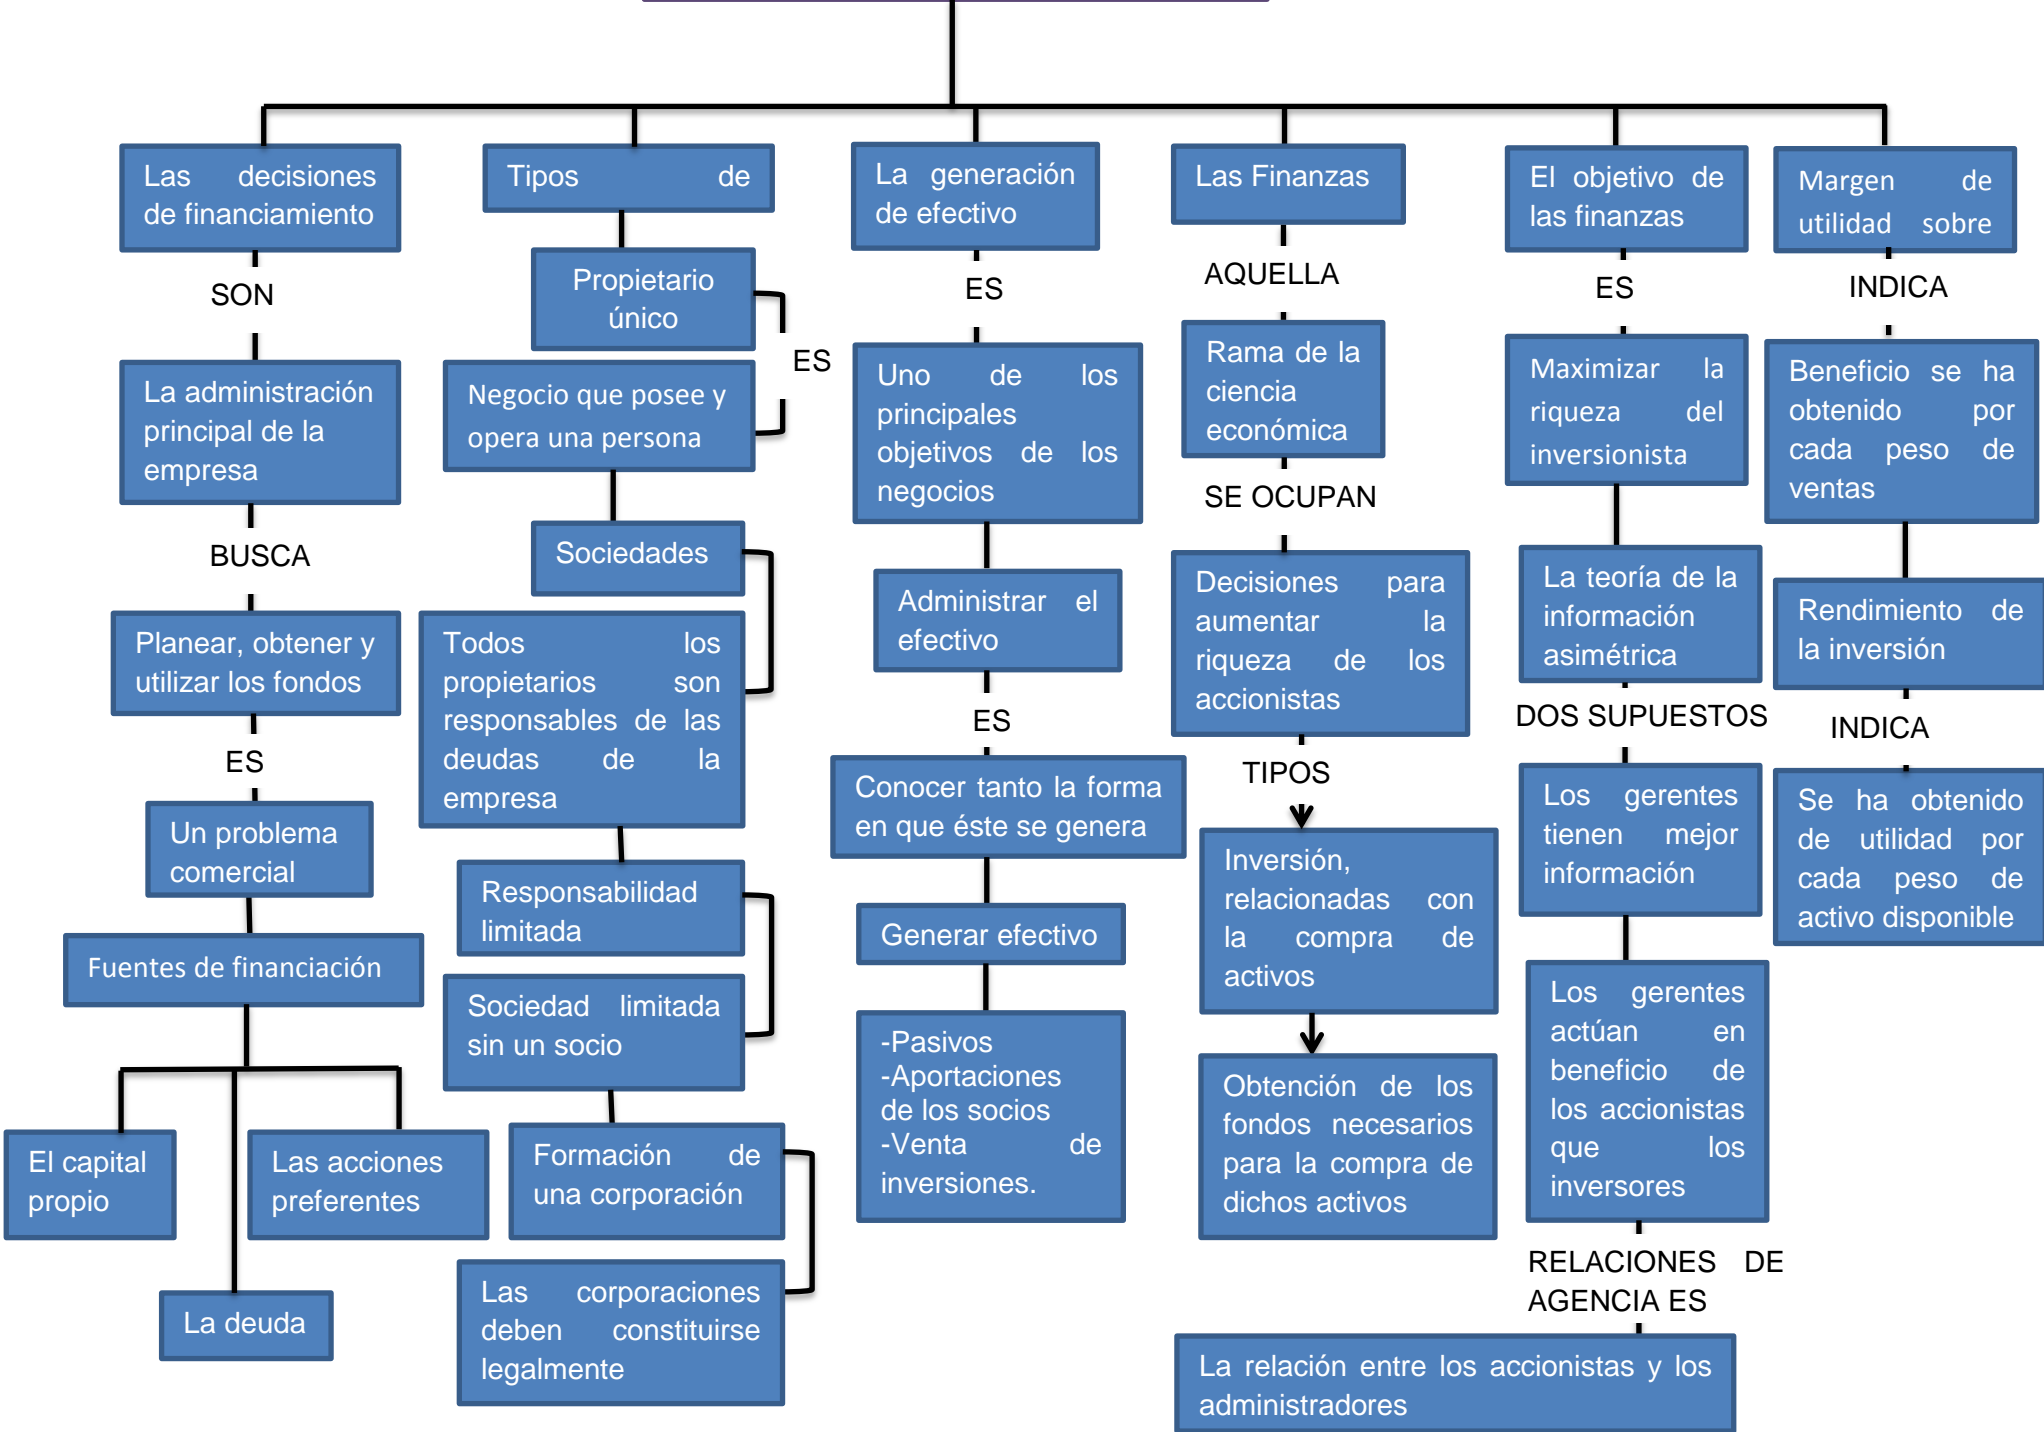 Las decisiones
de financiamiento
SON
La administración
principal de la
empresa
BUSCA
Planear, obtener y
utilizar los fondos
ES
Un problema
comercial
Fuentes de financiación
El capital
propio
Las acciones
preferentes
La deuda
Tipos de
Propietario
único
ES
Negocio que posee y
opera una persona
Sociedades
Todos los
propietarios son
responsables de las
deudas de la
empresa
Responsabilidad
limitada
Sociedad limitada
sin un socio
Formación de
una corporación
Las corporaciones
deben constituirse
legalmente
La generación
de efectivo
ES
Uno de los
principales
objetivos de los
negocios
Administrar el
efectivo
ES
Conocer tanto la forma
en que éste se genera
Generar efectivo
-Pasivos
-Aportaciones
de los socios
-Venta de
inversiones.
Las Finanzas
AQUELLA
Rama de la
ciencia
económica
SE OCUPAN
Decisiones para
aumentar la
riqueza de los
accionistas
TIPOS
Inversión,
relacionadas con
la compra de
activos
Obtención de los
fondos necesarios
para la compra de
dichos activos
El objetivo de
las finanzas
ES
Maximizar la
riqueza del
inversionista
La teoría de la
información
asimétrica
DOS SUPUESTOS
Los gerentes
tienen mejor
información
Los gerentes
actúan en
beneficio de
los accionistas
que los
inversores
RELACIONES DE
AGENCIA ES
La relación entre los accionistas y los
administradores
Margen de
utilidad sobre
INDICA
Beneficio se ha
obtenido por
cada peso de
ventas
Rendimiento de
la inversión
INDICA
Se ha obtenido
de utilidad por
cada peso de
activo disponible